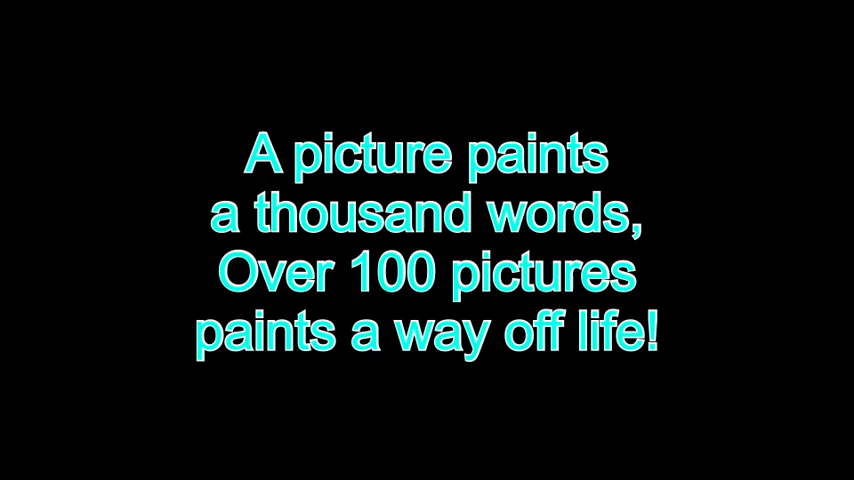 A picture paints
a thousand words,
Over 100 pictures
paints a way off life!